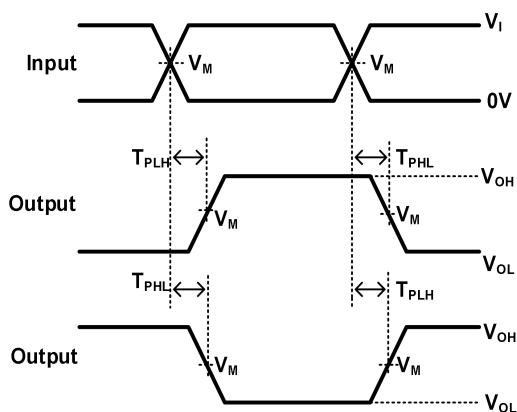 V_I
Input V_M V_M
0V
T_PLH T_PHL
V_OH
Output V_M V_M
V_OL
T_PHL T_PLH
V_OH
Output V_M V_M
V_OL